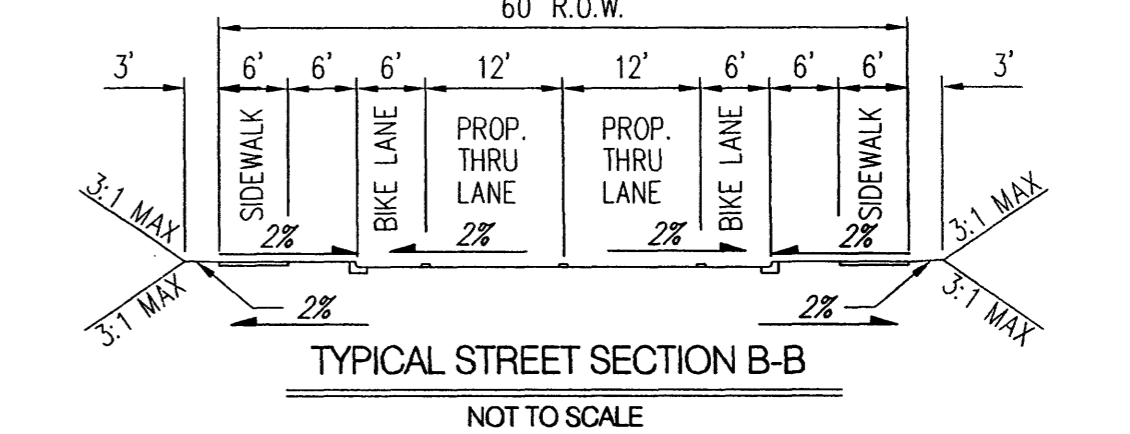 60' R.O.W.
3' 6' 6' 6' 12' 12' 6' 6' 6' 3'
SIDEWALK
BIKE LANE
PROP.
THRU
LANE
PROP.
THRU
LANE
BIKE LANE
SIDEWALK
3:1 MAX
3:1 MAX
2% 2% 2% 2%
3:1 MAX
3:1 MAX
2% 2%
TYPICAL STREET SECTION B-B
NOT TO SCALE